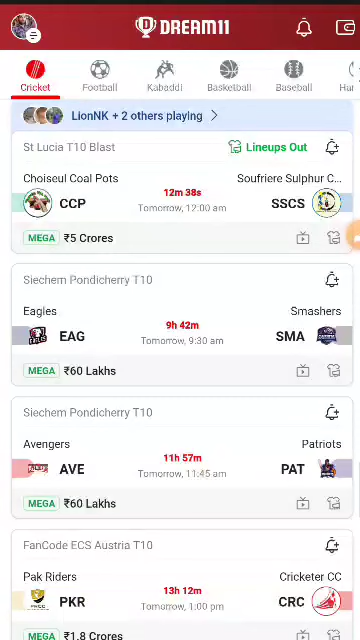 DREAM11
Cricket
Football
Kabaddi
Basketball
Baseball
Han
LionNK + 2 others playing
St Lucia T10 Blast
Lineups Out
Choiseul Coal Pots
Soufriere Sulphur C...
CCP
12m 38s
SSCS
Tomorrow, 12:00 am
MEGA ₹5 Crores
Siechem Pondicherry T10
Eagles
Smashers
EAG
9h 42m
SMA
Tomorrow, 9:30 am
MEGA ₹60 Lakhs
Siechem Pondicherry T10
Avengers
Patriots
AVE
11h 57m
PAT
Tomorrow, 11:45 am
MEGA ₹60 Lakhs
FanCode ECS Austria T10
Pak Riders
Cricketer CC
PKR
13h 12m
CRC
Tomorrow, 1:00 pm
MEGA ₹1.8 Crores